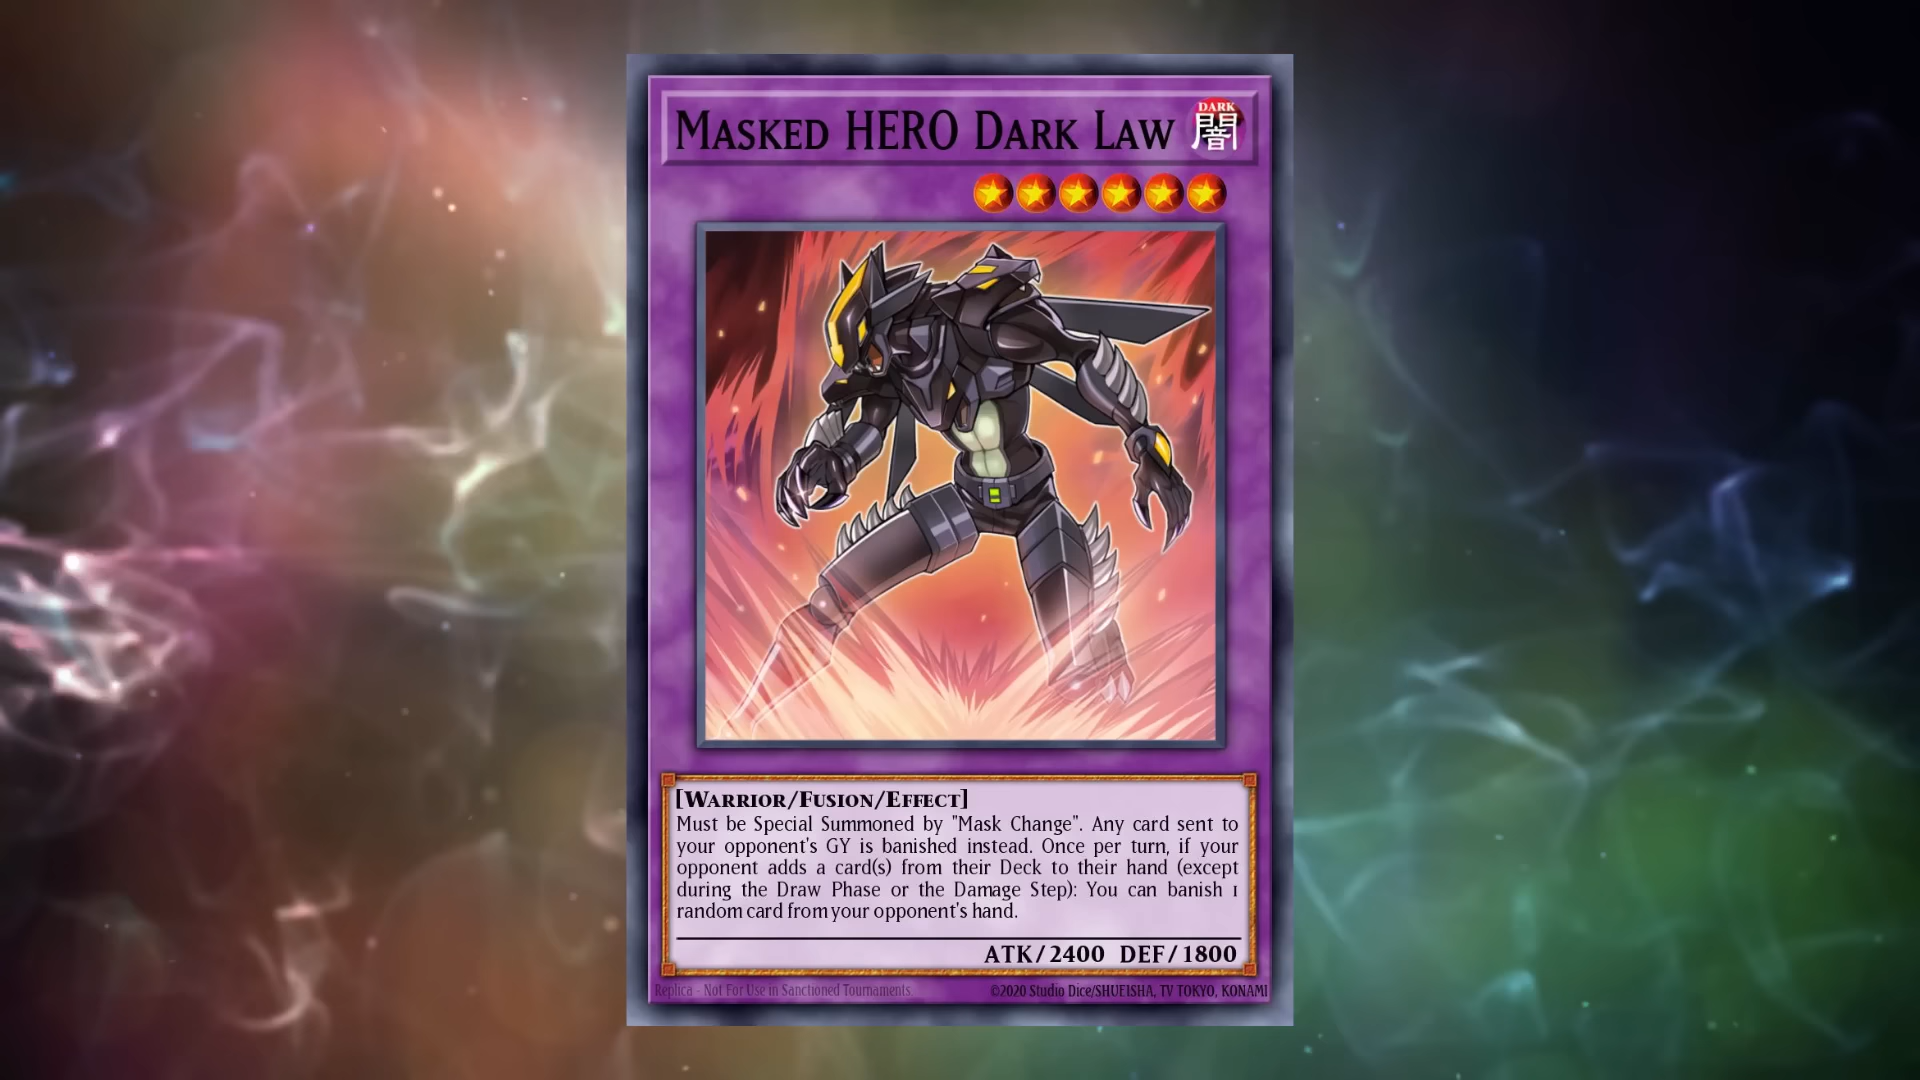 Masked HERO Dark Law
DARK
闇
[Warrior/Fusion/Effect]
Must be Special Summoned by "Mask Change". Any card sent to
your opponent's GY is banished instead. Once per turn, if your
opponent adds a card(s) from their Deck to their hand (except
during the Draw Phase or the Damage Step): You can banish 1
random card from your opponent's hand.
ATK/2400 DEF/1800
Replica - Not For Use in Sanctioned Tournaments
©2020 Studio Dice/SHUEISHA, TV TOKYO, KONAMI